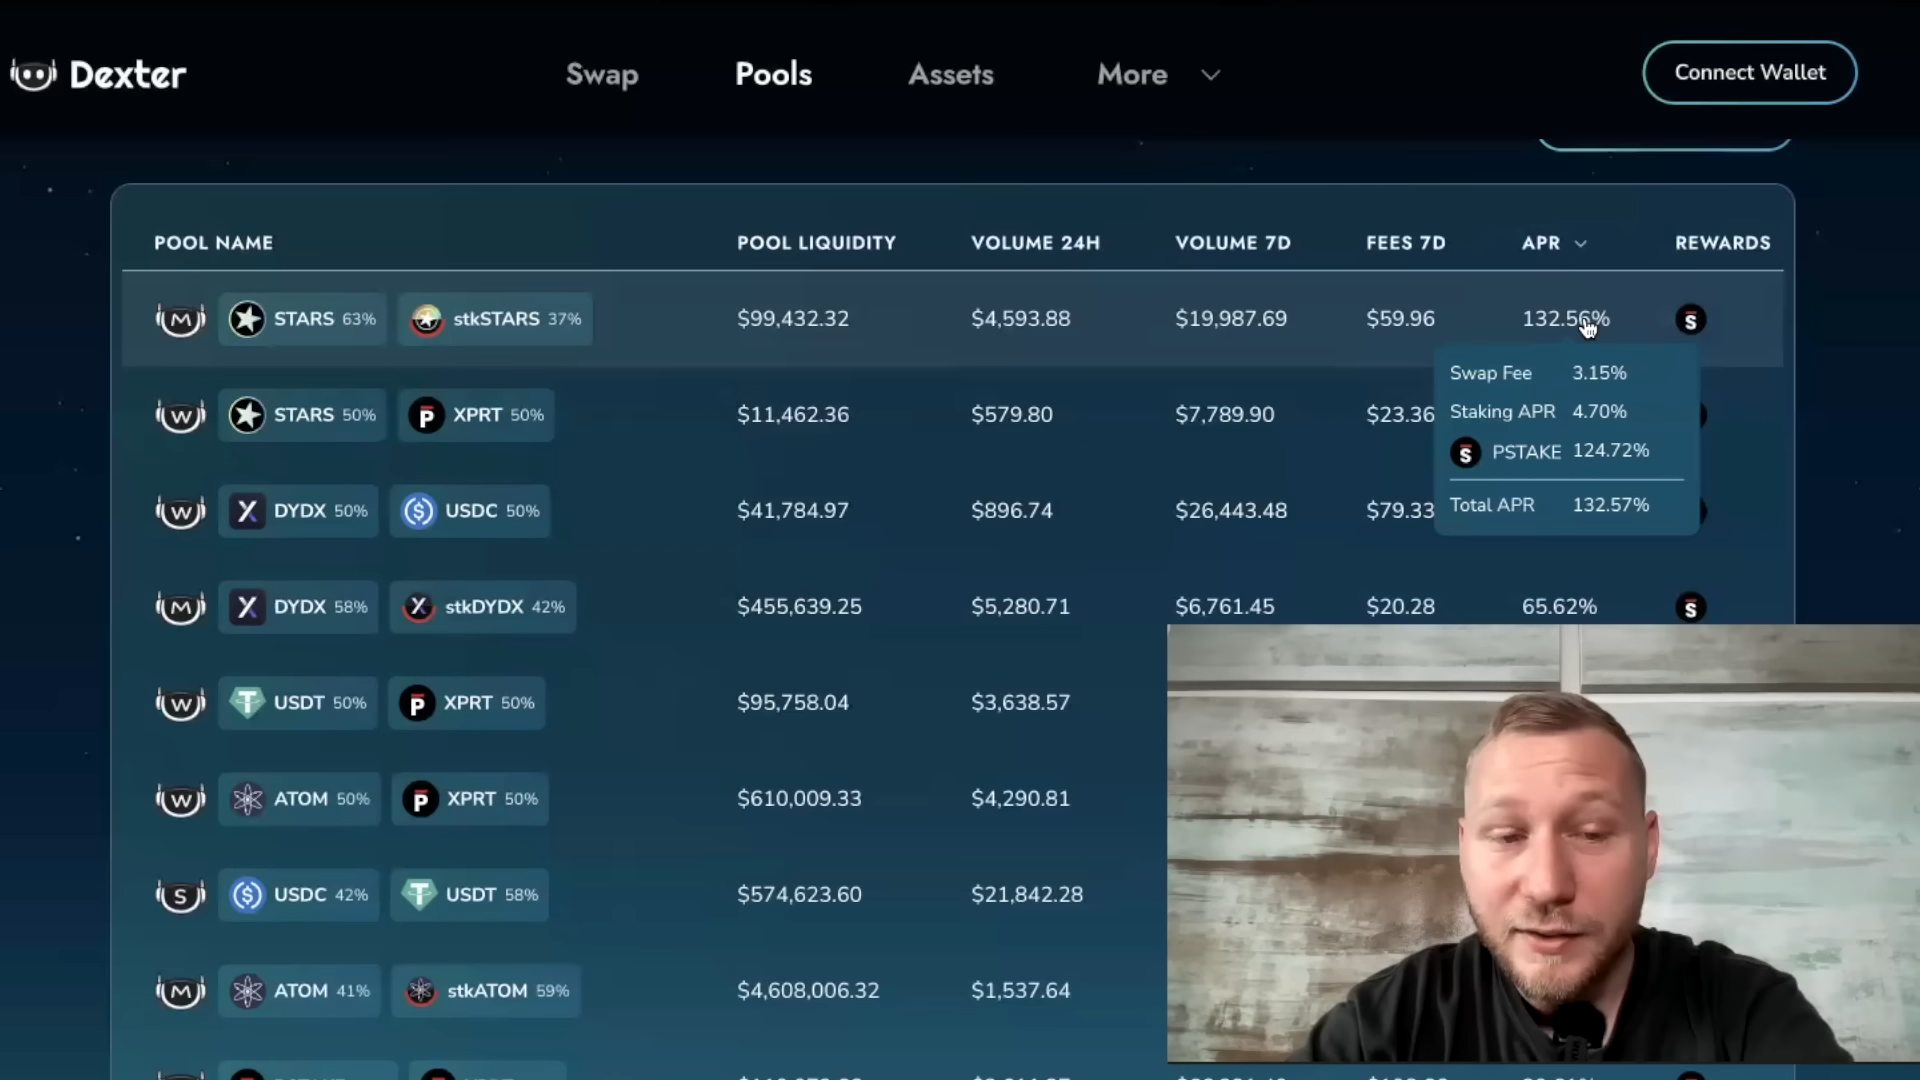 Dexter Swap Pools Assets More Connect Wallet
POOL NAME POOL LIQUIDITY VOLUME 24H VOLUME 7D FEES 7D APR REWARDS
M STARS 63% stkSTARS 37% $99,432.32 $4,593.88 $19,987.69 $59.96 132.56% S
Swap Fee 3.15%
Staking APR 4.70%
S PSTAKE 124.72%
Total APR 132.57%
W STARS 50% P XPRT 50% $11,462.36 $579.80 $7,789.90 $23.36
W X DYDX 50% $ USDC 50% $41,784.97 $896.74 $26,443.48 $79.33
M X DYDX 58% X stkDYDX 42% $455,639.25 $5,280.71 $6,761.45 $20.28 65.62% S
W T USDT 50% P XPRT 50% $95,758.04 $3,638.57
W ATOM 50% P XPRT 50% $610,009.33 $4,290.81
S $ USDC 42% T USDT 58% $574,623.60 $21,842.28
M ATOM 41% stkATOM 59% $4,608,006.32 $1,537.64